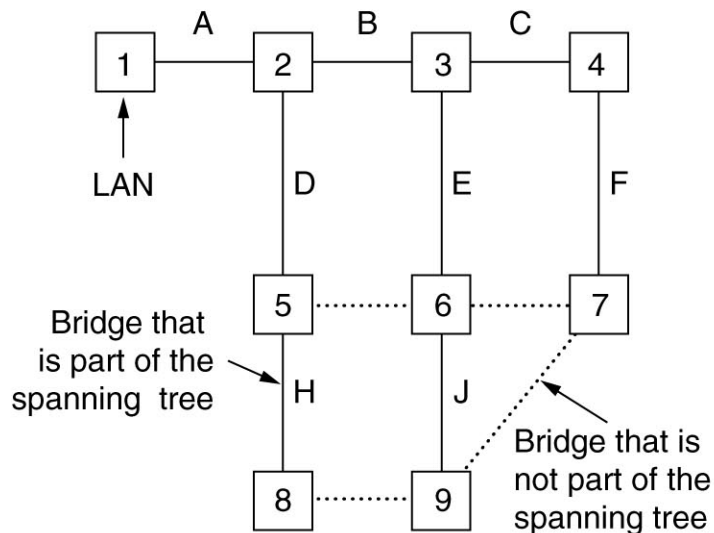 A B C
1 2 3 4
LAN D E F
5 6 7
Bridge that
is part of the
spanning tree
H J
Bridge that is
not part of the
spanning tree
8 9